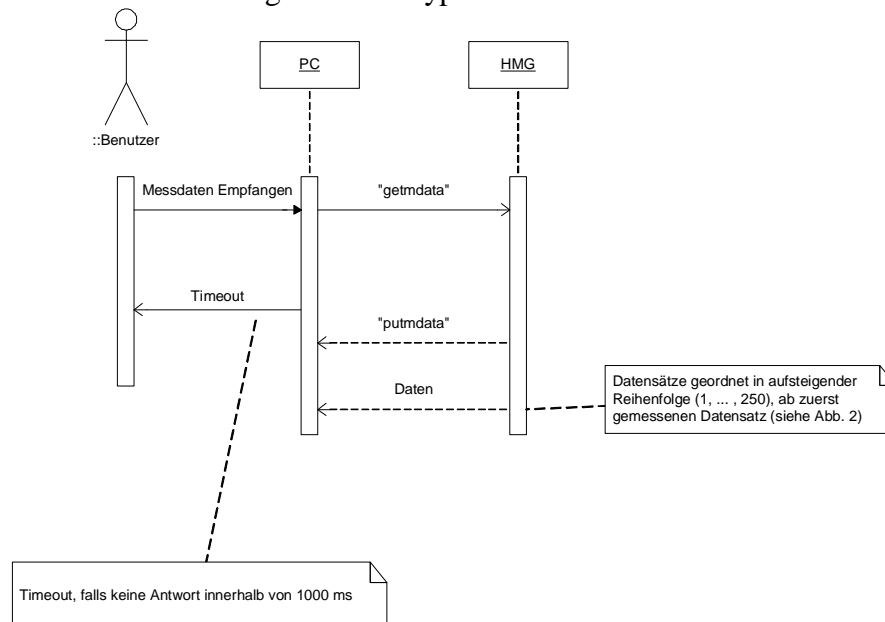 PC
HMG
::Benutzer
Messdaten Empfangen
"getmdata"
Timeout
"putmdata"
Daten
Datensätze geordnet in aufsteigender
Reihenfolge (1, ... , 250), ab zuerst
gemessenen Datensatz (siehe Abb. 2)
Timeout, falls keine Antwort innerhalb von 1000 ms